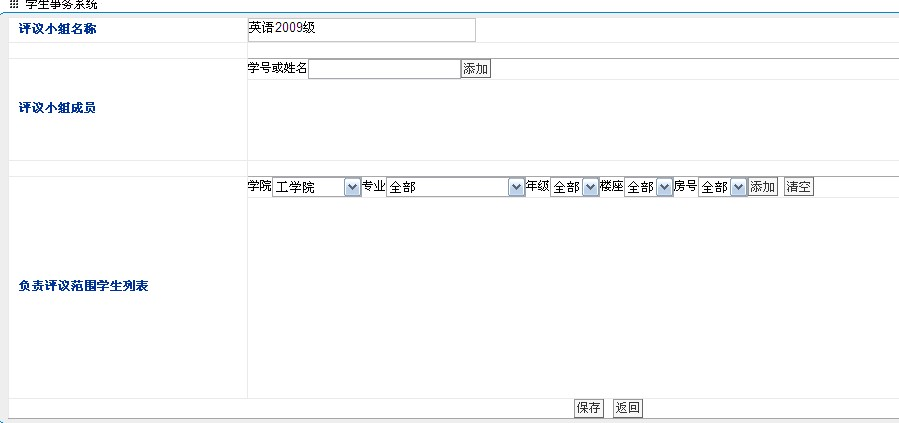 学生事务系统
评议小组名称 英语2009级
学号或姓名 添加
评议小组成员
学院 工学院 专业 全部 年级 全部 楼座 全部 房号 全部 添加 清空
负责评议范围学生列表
保存 返回